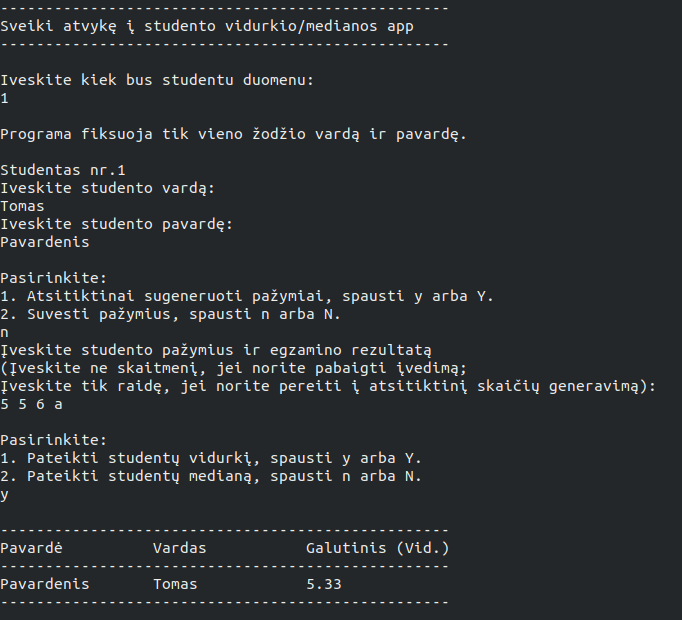 --------------------------------------------------
Sveiki atvykę į studento vidurkio/medianos app
--------------------------------------------------
Iveskite kiek bus studentu duomenu:
1
Programa fiksuoja tik vieno žodžio vardą ir pavardę.
Studentas nr.1
Iveskite studento vardą:
Tomas
Iveskite studento pavardę:
Pavardenis
Pasirinkite:
1. Atsitiktinai sugeneruoti pažymiai, spausti y arba Y.
2. Suvesti pažymius, spausti n arba N.
n
Įveskite studento pažymius ir egzamino rezultatą
(Įveskite ne skaitmenį, jei norite pabaigti įvedimą;
Įveskite tik raidę, jei norite pereiti į atsitiktinį skaičių generavimą):
5 5 6 a
Pasirinkite:
1. Pateikti studentų vidurkį, spausti y arba Y.
2. Pateikti studentų medianą, spausti n arba N.
y
--------------------------------------------------
Pavardė          Vardas           Galutinis (Vid.)
--------------------------------------------------
Pavardenis       Tomas            5.33
--------------------------------------------------